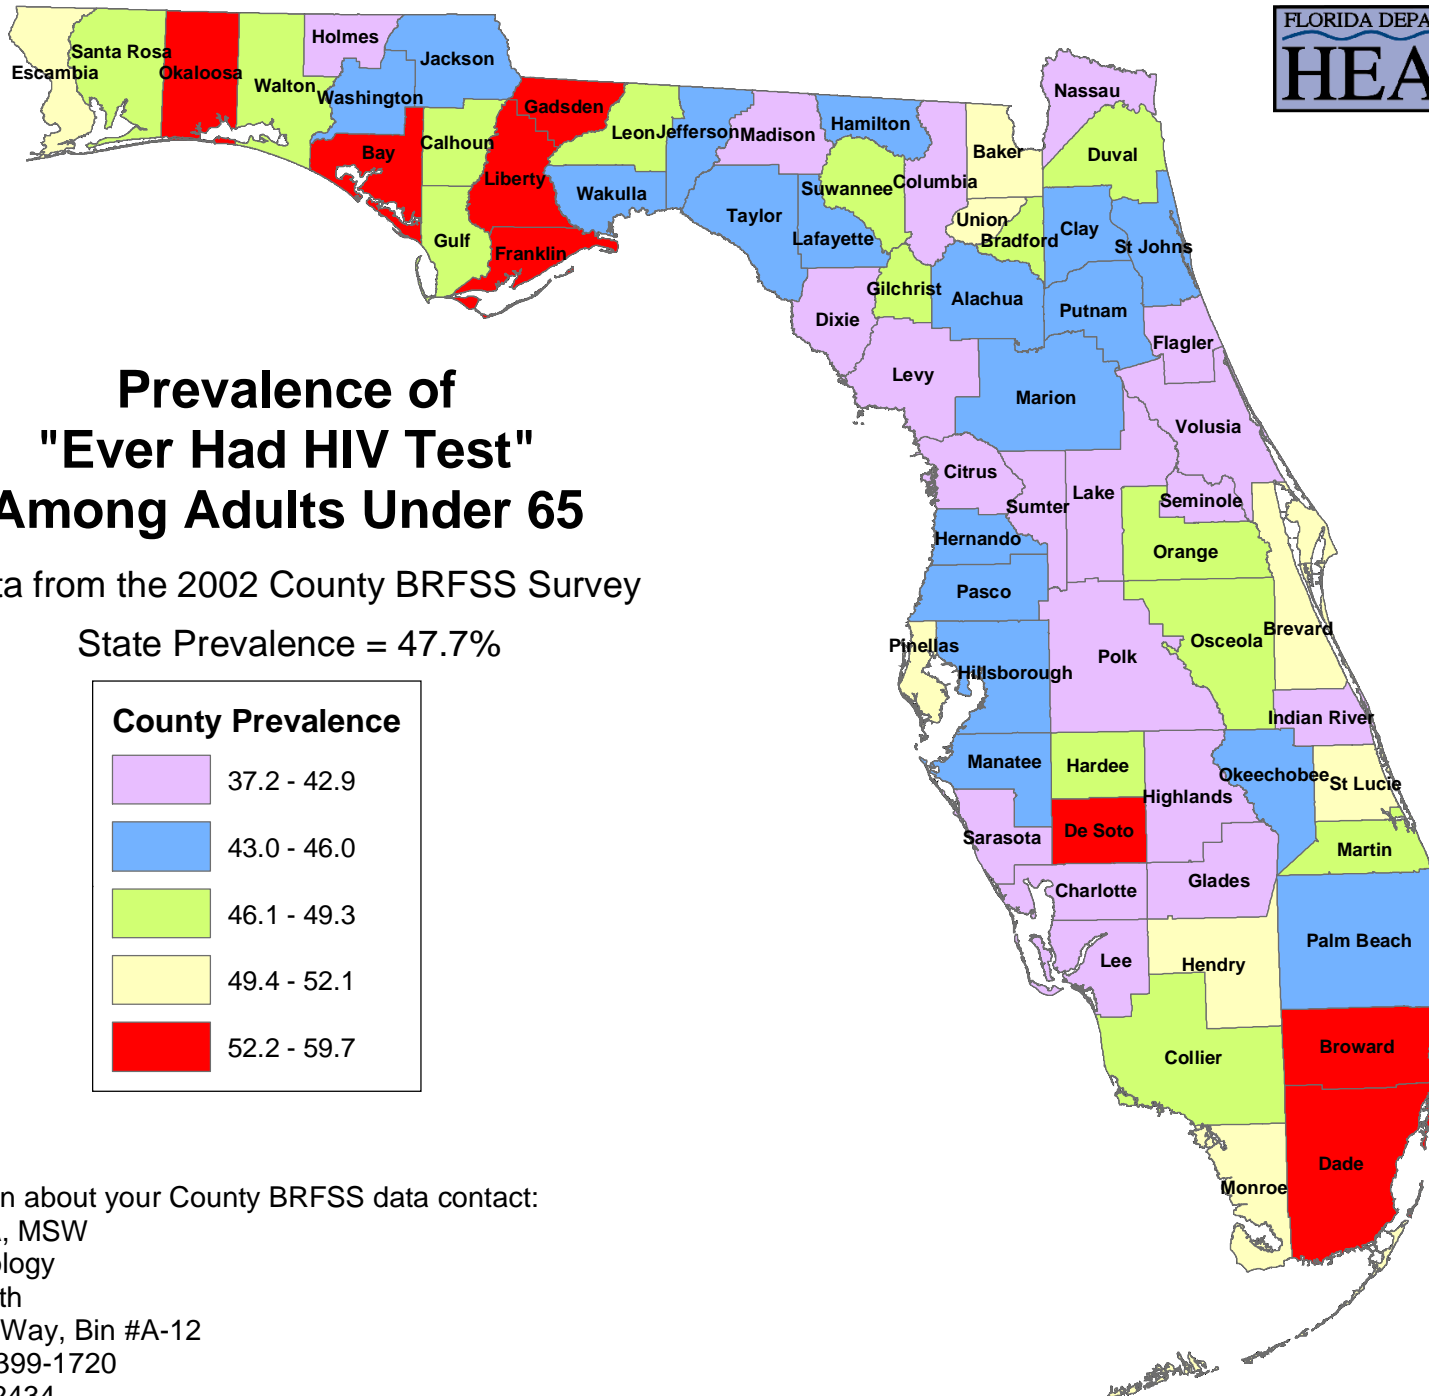 FLORIDA DEPA
HEA
Holmes
Jackson
Santa Rosa
Escambia
Okaloosa
Walton
Washington
Nassau
Gadsden
Leon
Jefferson
Madison
Hamilton
Calhoun
Bay
Baker
Duval
Liberty
Wakulla
Suwannee
Columbia
Taylor
Union
Lafayette
Bradford
Clay
St Johns
Gulf
Franklin
Gilchrist
Alachua
Putnam
Dixie
Flagler
Levy
Marion
Volusia
Prevalence of
"Ever Had HIV Test"
Among Adults Under 65
ta from the 2002 County BRFSS Survey
State Prevalence = 47.7%
Citrus
Sumter
Lake
Seminole
Hernando
Orange
Pasco
Brevard
Osceola
Pinellas
Polk
Hillsborough
Indian River
Manatee
Hardee
Okeechobee
St Lucie
Highlands
Sarasota
De Soto
Martin
Charlotte
Glades
Palm Beach
Lee
Hendry
Broward
Collier
Dade
Monroe
County Prevalence
37.2 - 42.9
43.0 - 46.0
46.1 - 49.3
49.4 - 52.1
52.2 - 59.7
n about your County BRFSS data contact:
, MSW
ology
th
Way, Bin #A-12
399-1720
2434